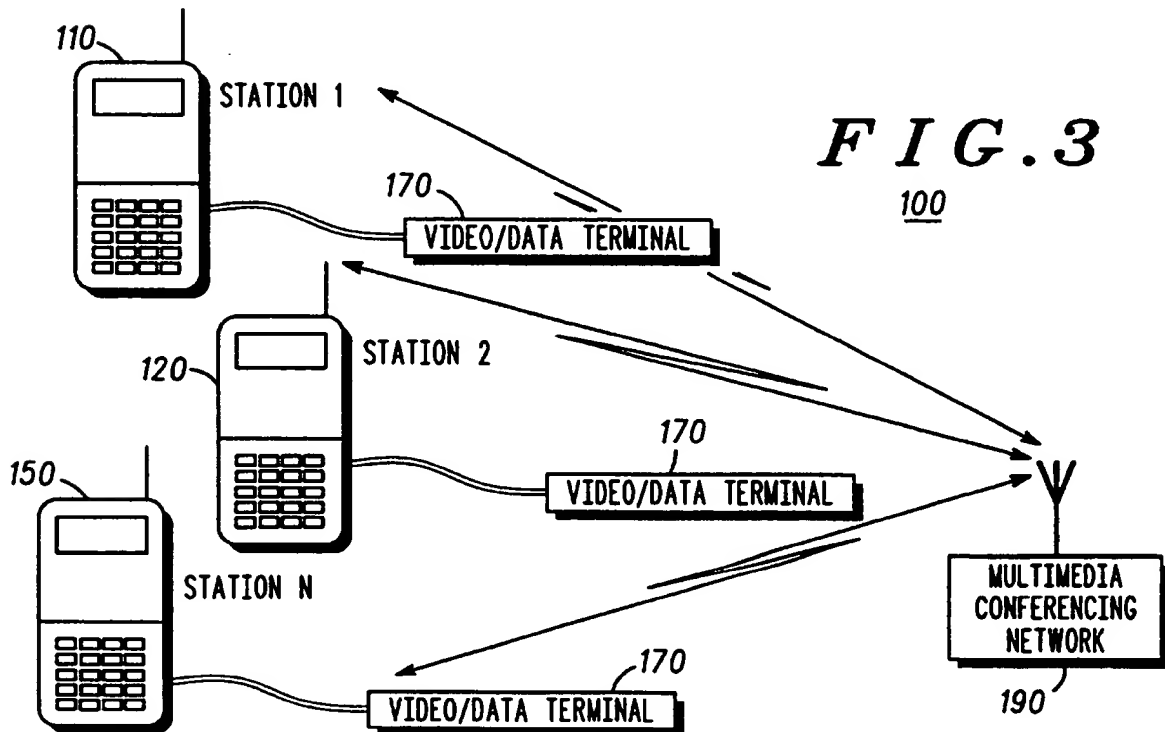 110
STATION 1
FIG.3
100
170
VIDEO/DATA TERMINAL
120
STATION 2
170
VIDEO/DATA TERMINAL
150
STATION N
170
VIDEO/DATA TERMINAL
MULTIMEDIA
CONFERENCING
NETWORK
190